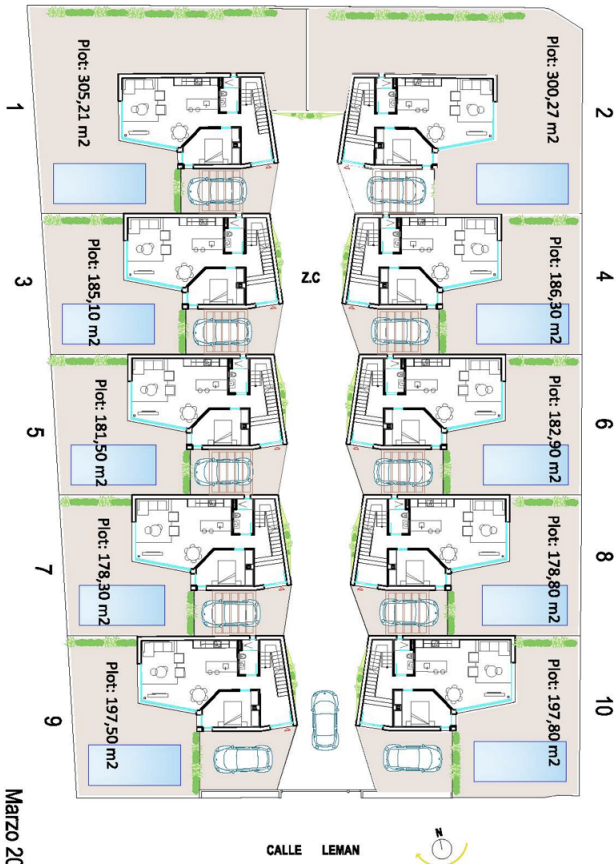 1
Plot: 305,21 m2
Plot: 300,27 m2
2
3
Plot: 185,10 m2
Z.C
Plot: 186,30 m2
4
5
Plot: 181,50 m2
Plot: 182,90 m2
6
7
Plot: 178,30 m2
Plot: 178,80 m2
8
9
Plot: 197,50 m2
Plot: 197,80 m2
10
CALLE LEMAN
N
Marzo 20